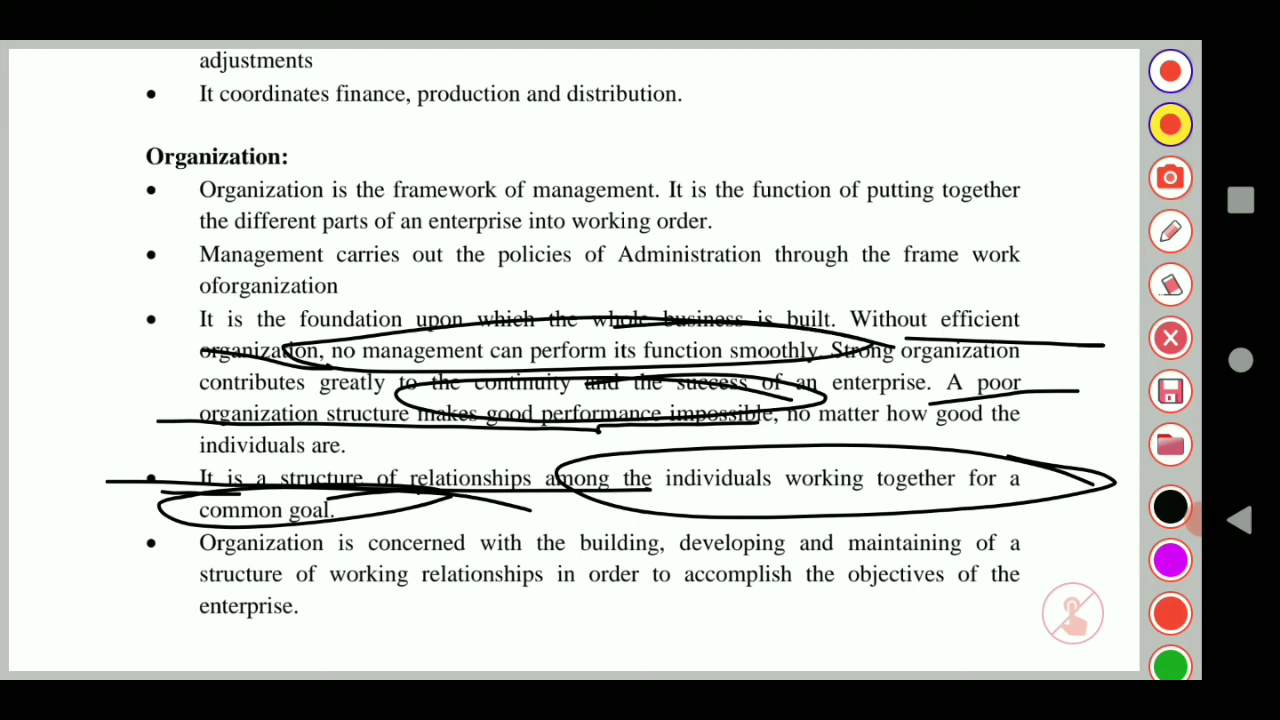 adjustments
• It coordinates finance, production and distribution.
Organization:
• Organization is the framework of management. It is the function of putting together
the different parts of an enterprise into working order.
• Management carries out the policies of Administration through the frame work
oforganization
• It is the foundation upon which the whole business is built. Without efficient
organization, no management can perform its function smoothly. Strong organization
contributes greatly to the continuity and the success of an enterprise. A poor
organization structure makes good performance impossible, no matter how good the
individuals are.
• It is a structure of relationships among the individuals working together for a
common goal.
• Organization is concerned with the building, developing and maintaining of a
structure of working relationships in order to accomplish the objectives of the
enterprise.